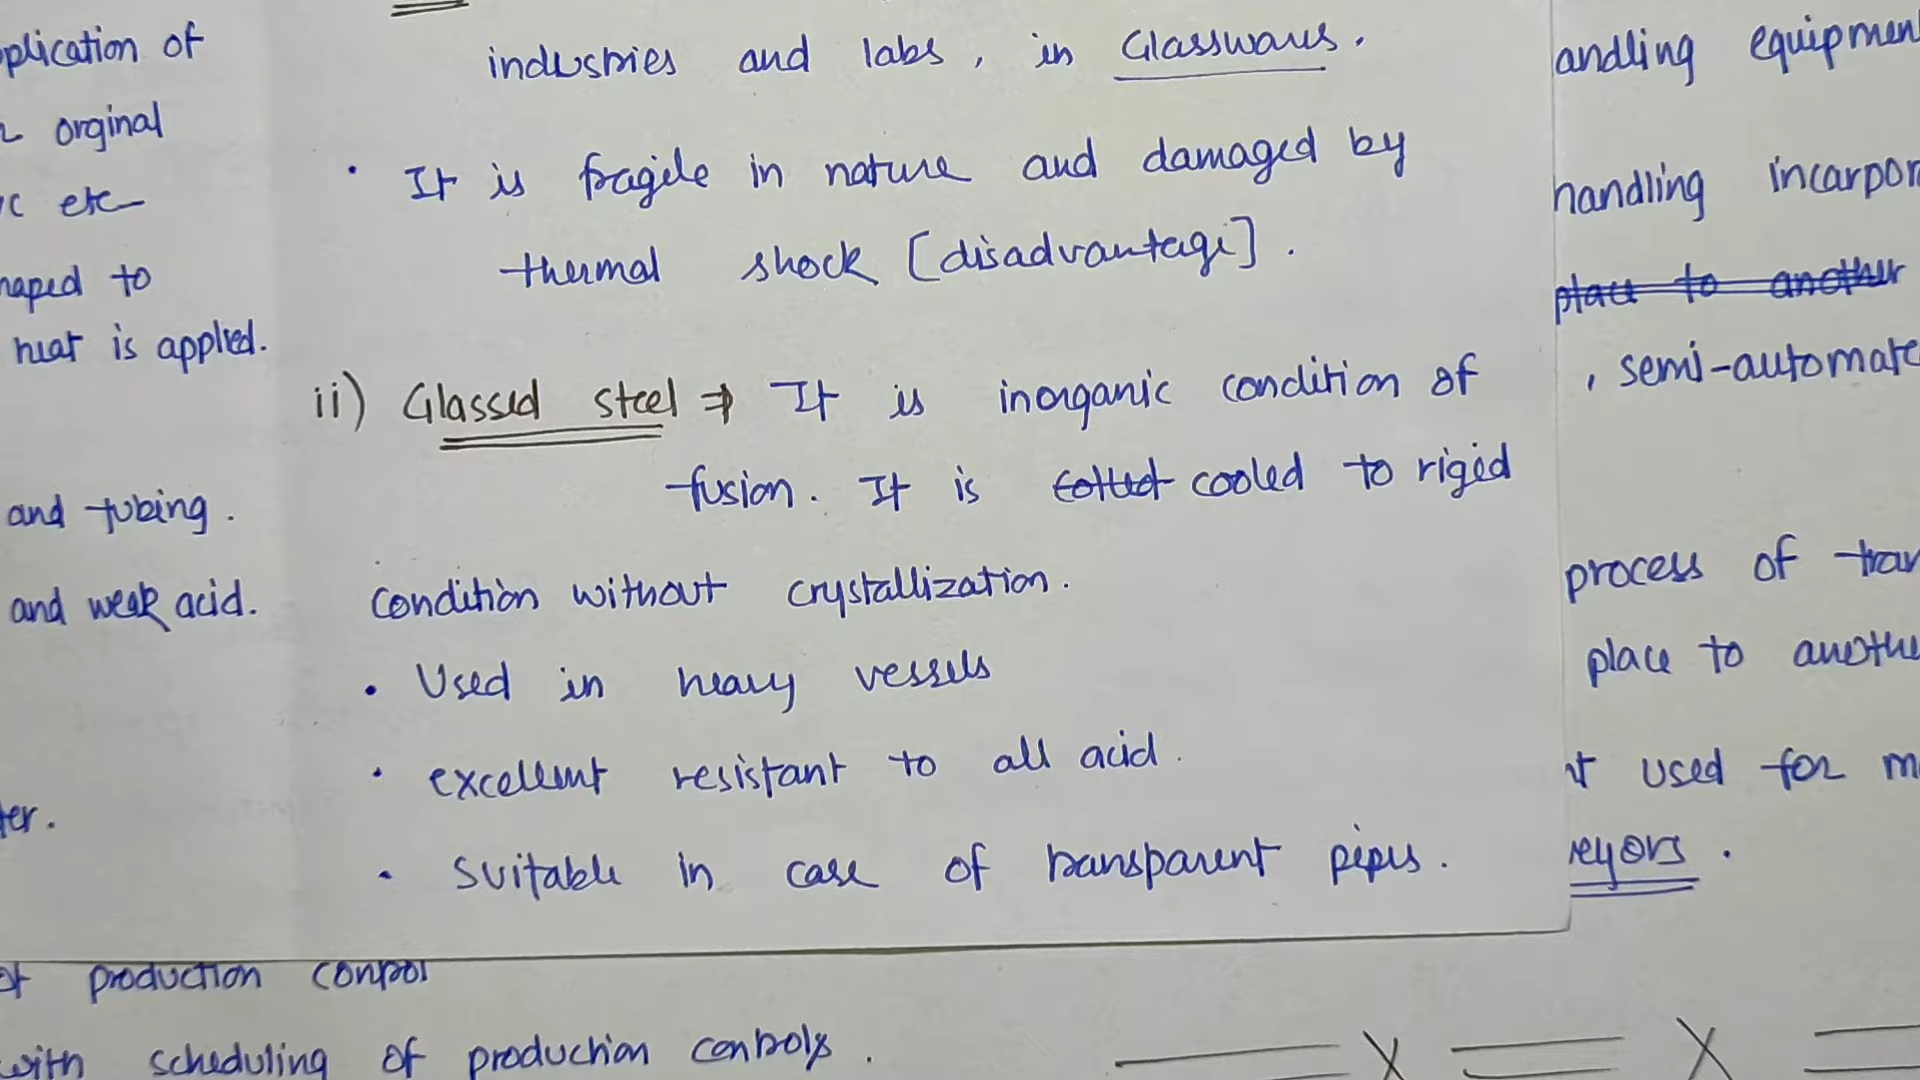 industries and labs, in Glasswares.
• It is fragile in nature and damaged by
thermal shock [disadvantage].
ii) Glassed steel ⇒ It is inorganic condition of
fusion. It is cooled to rigid
condition without crystallization.
• Used in heavy vessels
• excellent resistant to all acid.
• suitable in case of transparent pipes.
plication of
orginal
etc
haped to
heat is applied.
and tubing.
and weak acid.
ter.
of production control
with scheduling of production controls.
andling equipmen
handling incarpor
place to another
, semi-automate
process of tran
place to anothe
nt used for m
veyors.